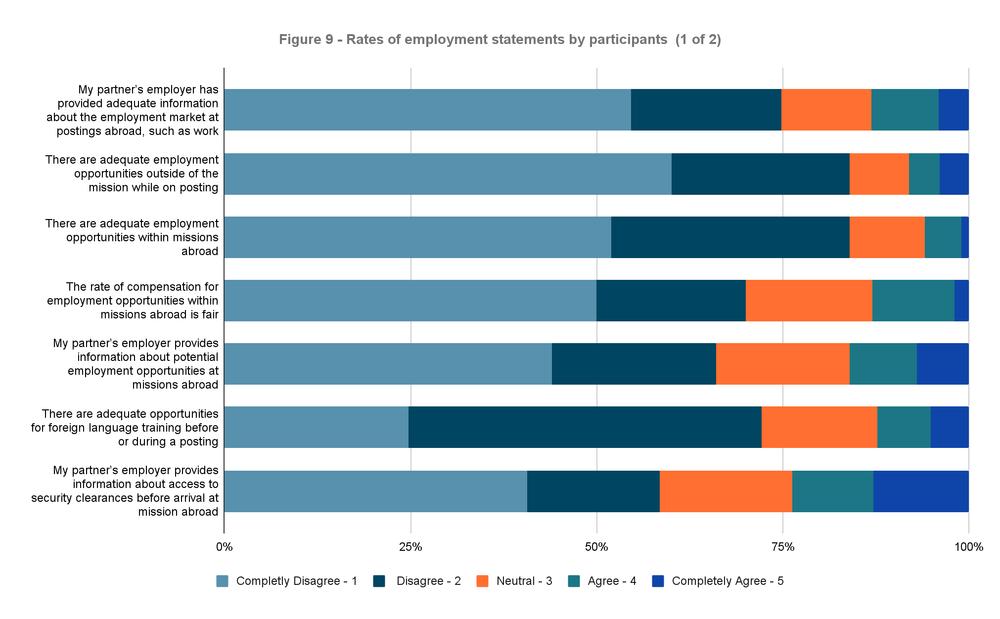 Figure 9 - Rates of employment statements by participants  (1 of 2)
My partner’s employer has
provided adequate information
about the employment market at
postings abroad, such as work
There are adequate employment
opportunities outside of the
mission while on posting
There are adequate employment
opportunities within missions
abroad
The rate of compensation for
employment opportunities within
missions abroad is fair
My partner’s employer provides
information about potential
employment opportunities at
missions abroad
There are adequate opportunities
for foreign language training before
or during a posting
My partner’s employer provides
information about access to
security clearances before arrival at
mission abroad
0% 25% 50% 75% 100%
Completly Disagree - 1 Disagree - 2 Neutral - 3 Agree - 4 Completely Agree - 5